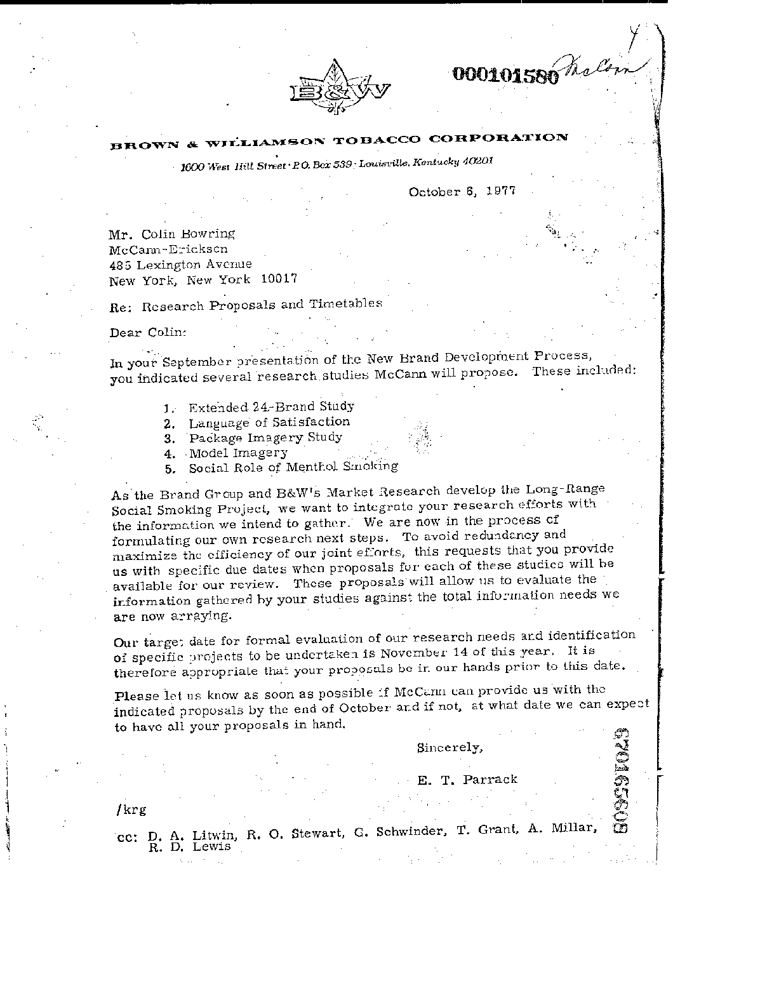 000101580 McCann
B&W
BROWN & WILLIAMSON TOBACCO CORPORATION
1600 West Hill Street · P.O. Box 539 · Louisville, Kentucky 40201
October 6, 1977
Mr. Colin Bowring
McCann-Erickson
485 Lexington Avenue
New York, New York 10017
Re: Research Proposals and Timetables
Dear Colin:
In your September presentation of the New Brand Development Process,
you indicated several research studies McCann will propose. These included:
1. Extended 24-Brand Study
2. Language of Satisfaction
3. Package Imagery Study
4. Model Imagery
5. Social Role of Menthol Smoking
As the Brand Group and B&W's Market Research develop the Long-Range
Social Smoking Project, we want to integrate your research efforts with
the information we intend to gather. We are now in the process of
formulating our own research next steps. To avoid redundancy and
maximize the efficiency of our joint efforts, this requests that you provide
us with specific due dates when proposals for each of these studies will be
available for our review. These proposals will allow us to evaluate the
information gathered by your studies against the total information needs we
are now arraying.
Our target date for formal evaluation of our research needs and identification
of specific projects to be undertaken is November 14 of this year. It is
therefore appropriate that your proposals be in our hands prior to this date.
Please let us know as soon as possible if McCann can provide us with the
indicated proposals by the end of October and if not, at what date we can expect
to have all your proposals in hand.
Sincerely,
E. T. Parrack
/krg
cc: D. A. Litwin, R. O. Stewart, G. Schwinder, T. Grant, A. Millar,
R. D. Lewis
670165608